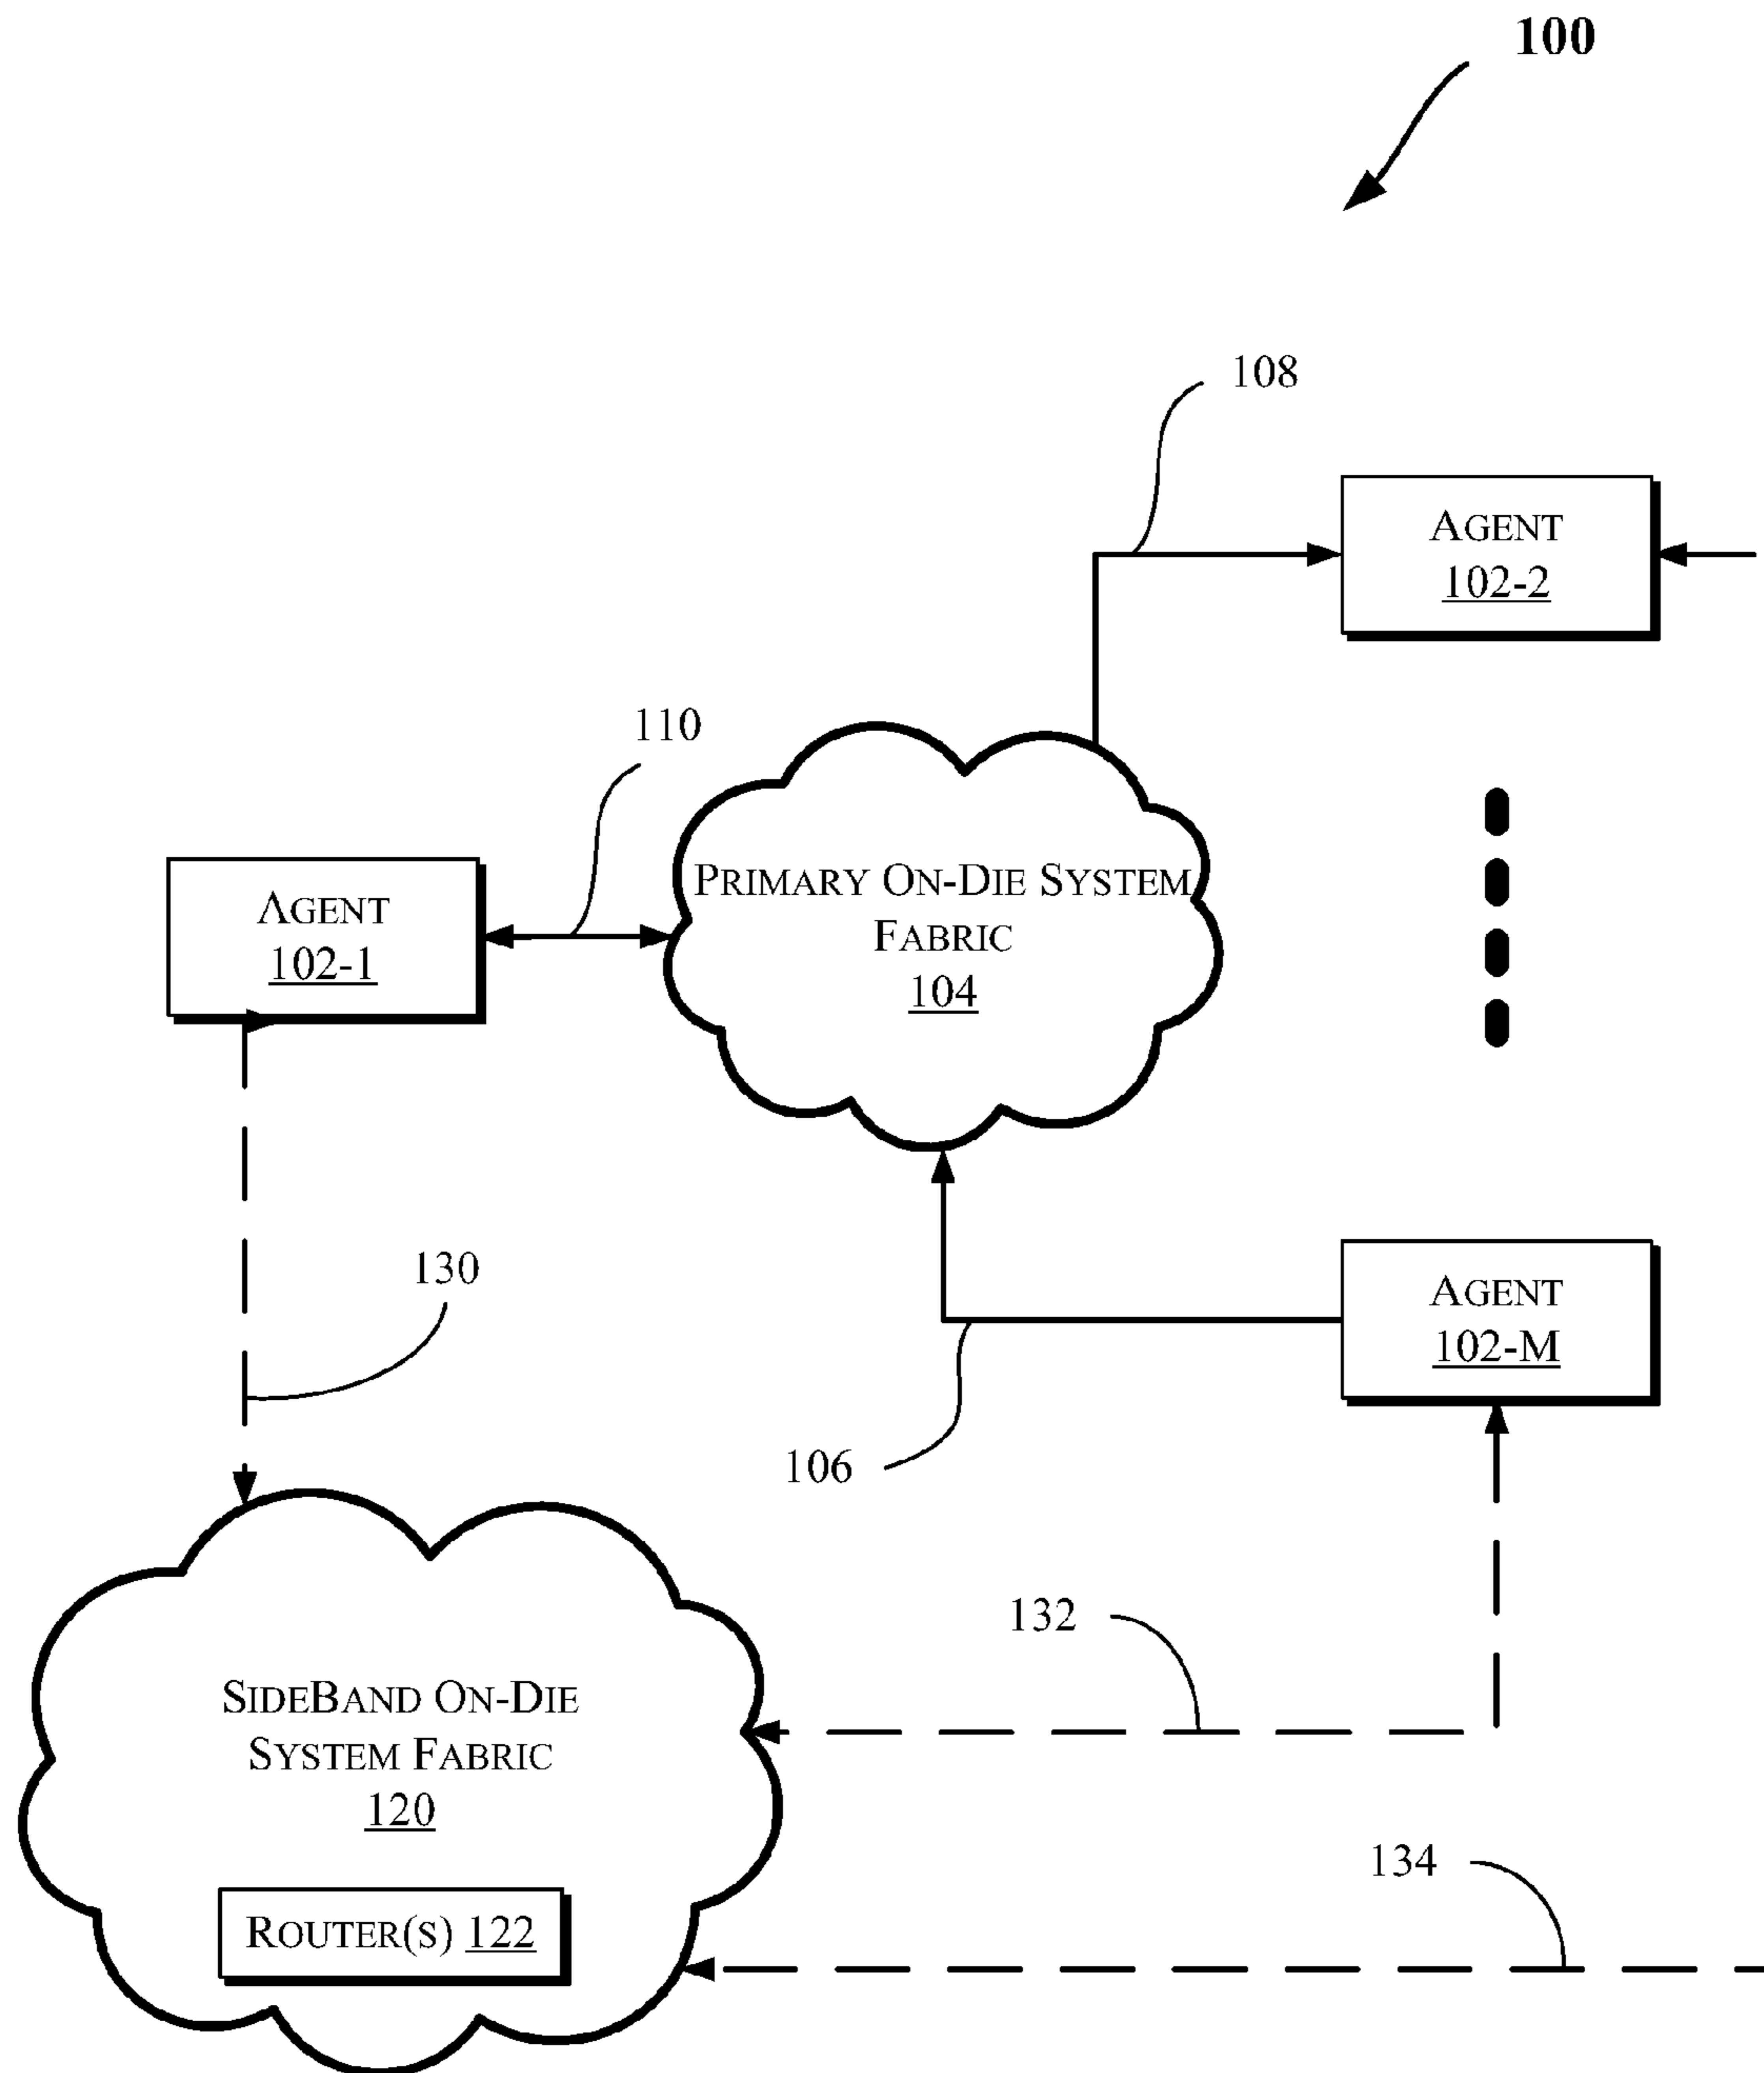 100
108
AGENT
102-2
110
PRIMARY ON-DIE SYSTEM
FABRIC
104
AGENT
102-1
130
AGENT
102-M
106
132
SIDEBAND ON-DIE
SYSTEM FABRIC
120
134
ROUTER(S) 122